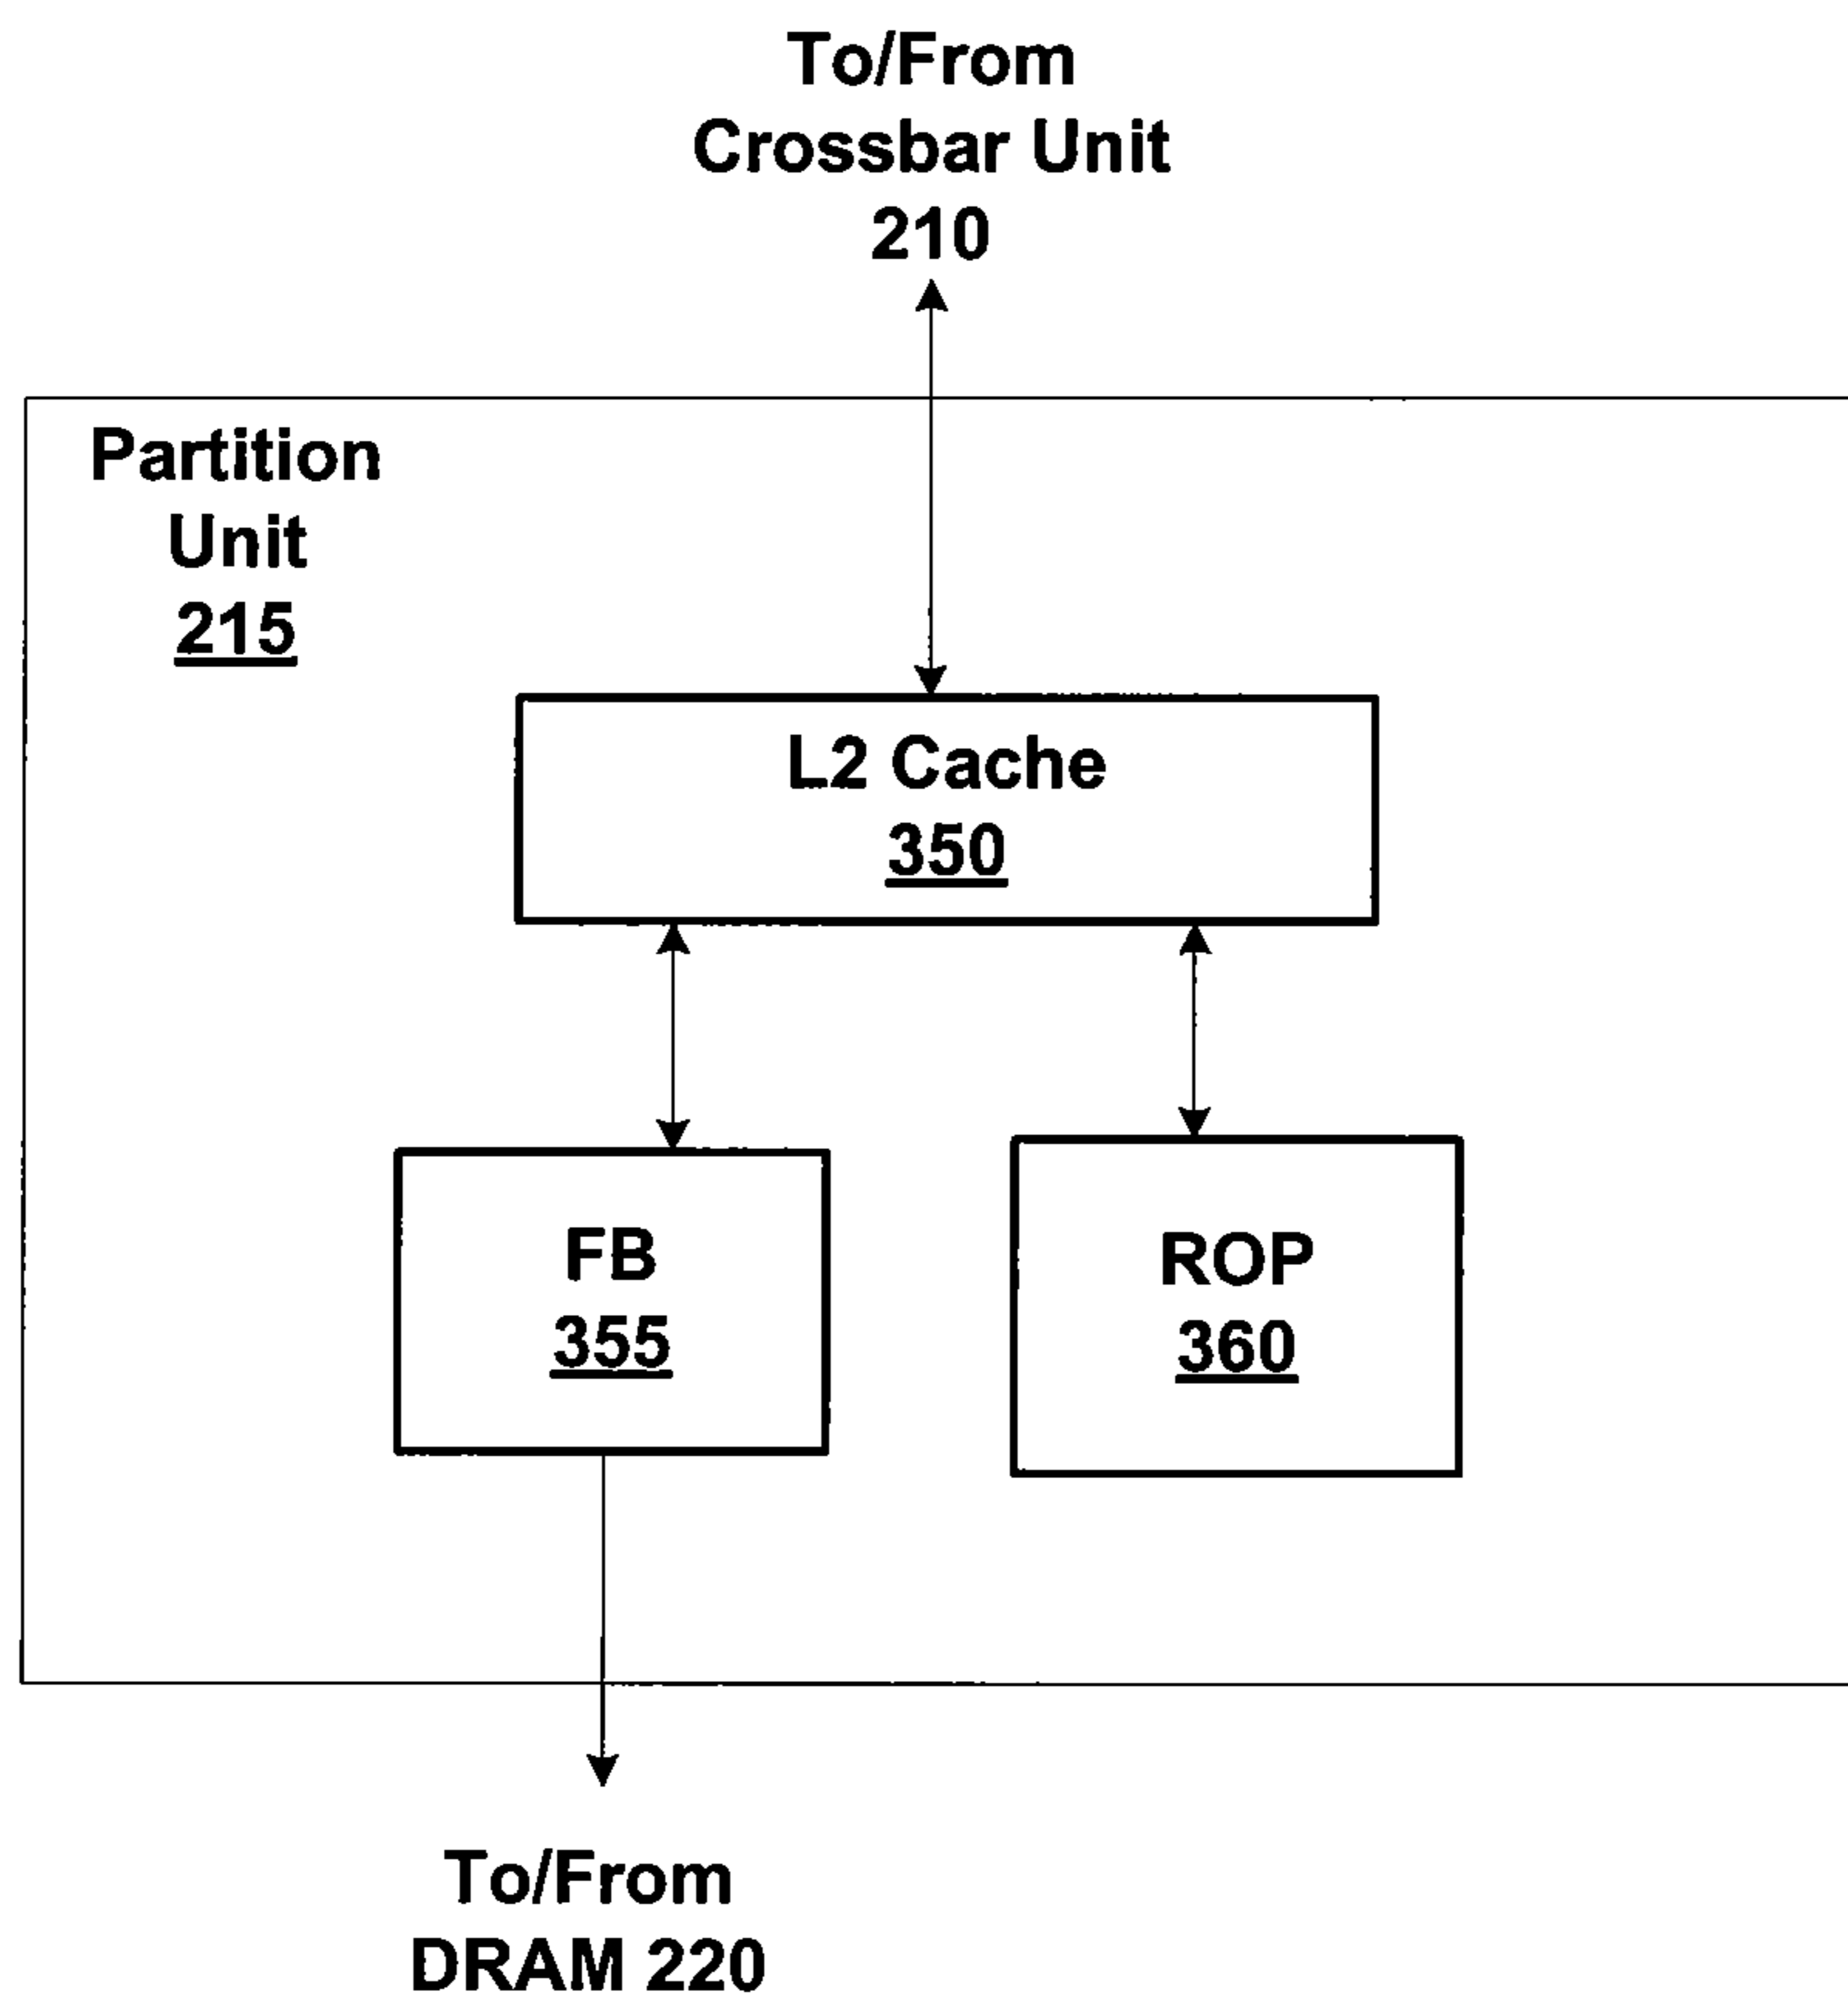 To/From
Crossbar Unit
210
Partition
Unit
215
L2 Cache
350
FB
355
ROP
360
To/From
DRAM 220